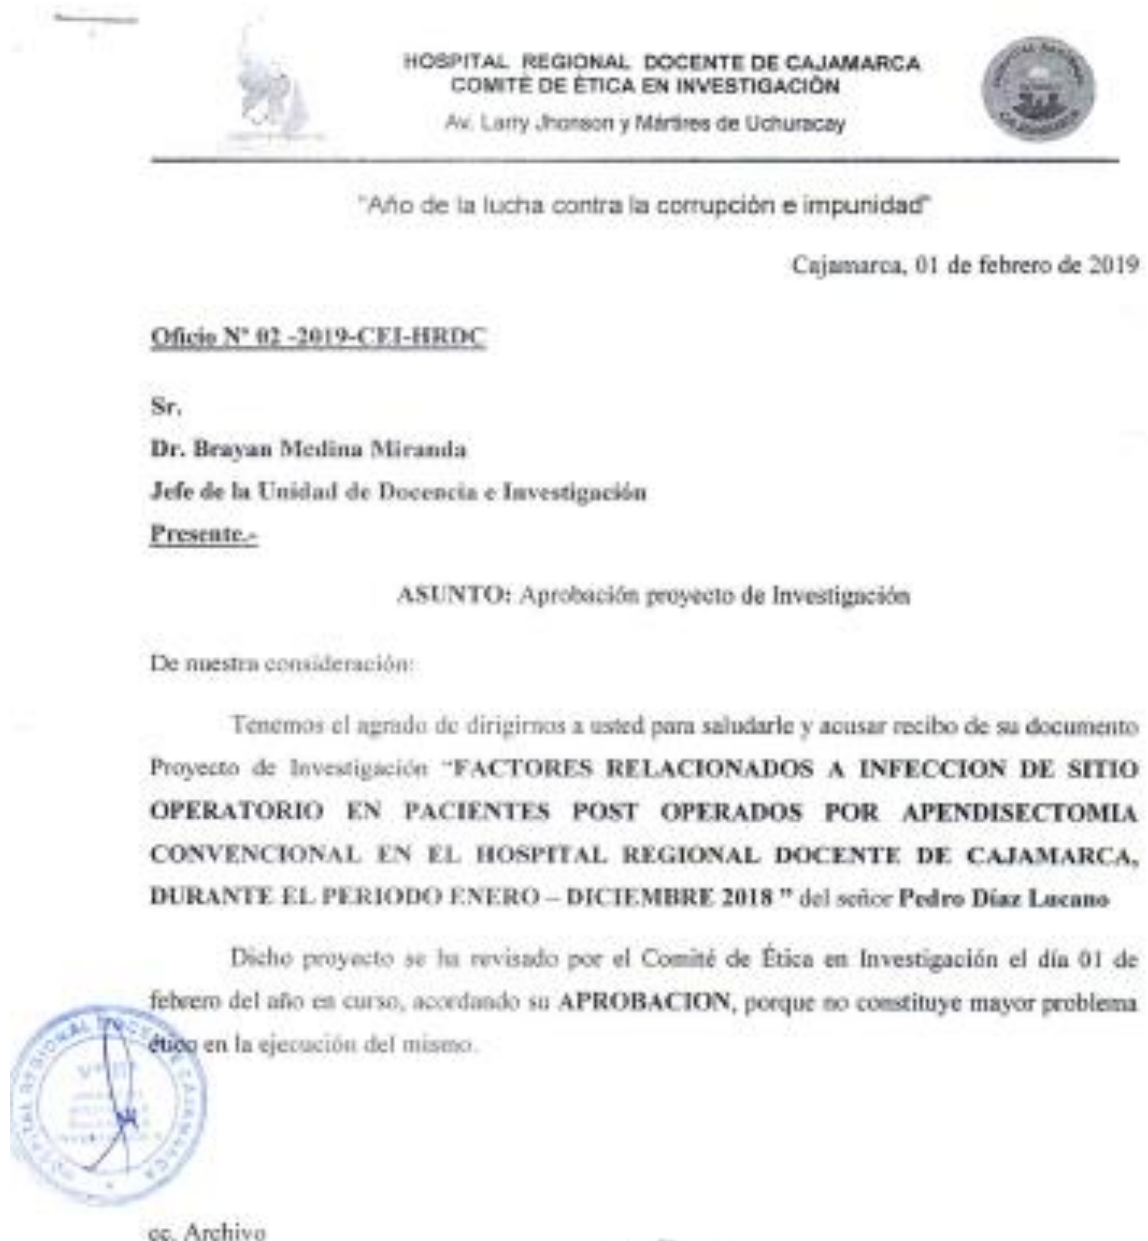 HOSPITAL REGIONAL DOCENTE DE CAJAMARCA
COMITÉ DE ÉTICA EN INVESTIGACIÓN
Av. Larry Jhonson y Mártires de Uchuracay
"Año de la lucha contra la corrupción e impunidad"
Cajamarca, 01 de febrero de 2019
Oficio N° 02 -2019-CEI-HRDC
Sr.
Dr. Brayan Medina Miranda
Jefe de la Unidad de Docencia e Investigación
Presente.-
ASUNTO: Aprobación proyecto de Investigación
De nuestra consideración:
Tenemos el agrado de dirigirnos a usted para saludarle y acusar recibo de su documento
Proyecto de Investigación "FACTORES RELACIONADOS A INFECCION DE SITIO
OPERATORIO EN PACIENTES POST OPERADOS POR APENDISECTOMIA
CONVENCIONAL EN EL HOSPITAL REGIONAL DOCENTE DE CAJAMARCA,
DURANTE EL PERIODO ENERO – DICIEMBRE 2018 " del señor Pedro Díaz Lucano
Dicho proyecto se ha revisado por el Comité de Ética en Investigación el día 01 de
febrero del año en curso, acordando su APROBACION, porque no constituye mayor problema
ético en la ejecución del mismo.
HOSPITAL REGIONAL DOCENTE DE CAJAMARCA
cc. Archivo